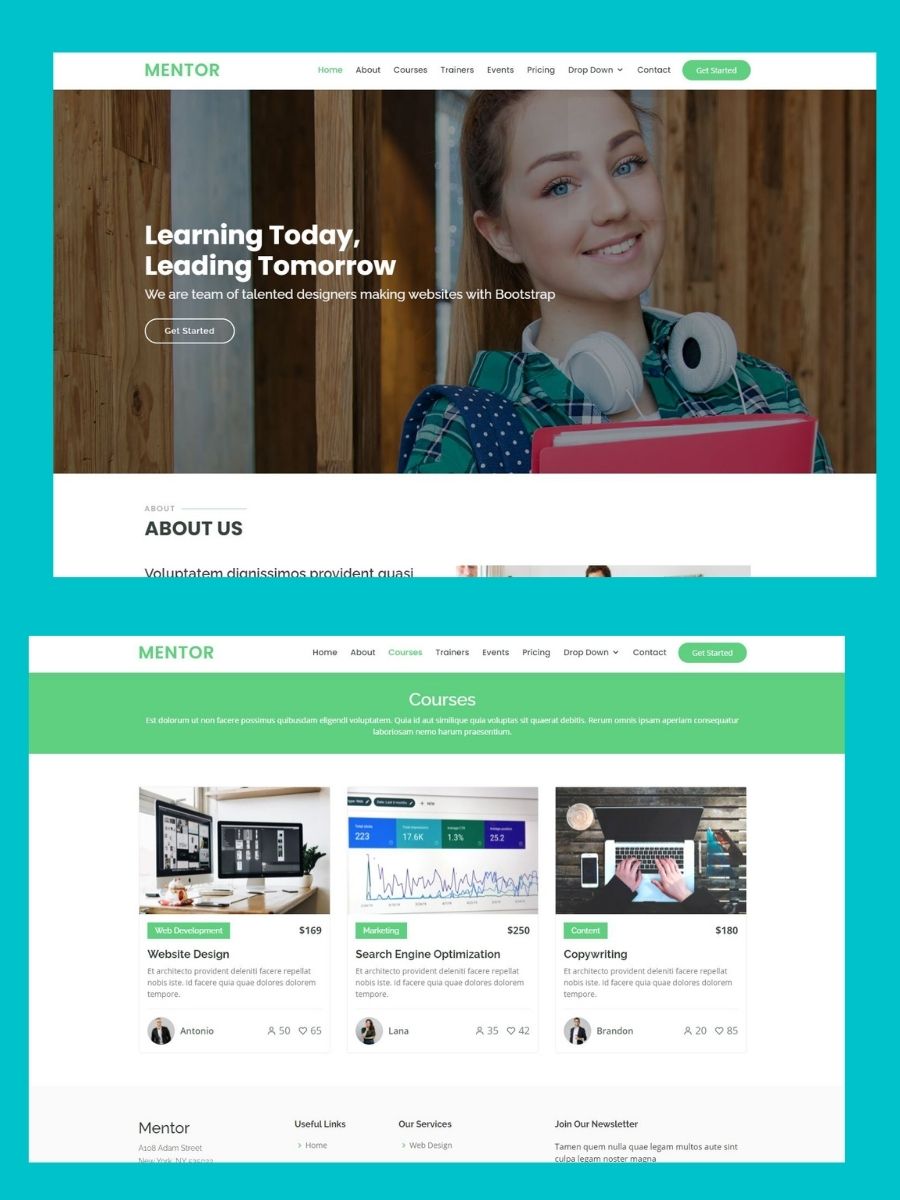 MENTOR
Home About Courses Trainers Events Pricing Drop Down Contact Get Started
Learning Today,
Leading Tomorrow
We are team of talented designers making websites with Bootstrap
Get Started
ABOUT
ABOUT US
Voluptatem dignissimos provident quasi
MENTOR
Home About Courses Trainers Events Pricing Drop Down Contact Get Started
Courses
Est dolorum ut non facere possimus quibusdam eligendi voluptatem. Quia id aut similique quia voluptas sit quaerat debitis. Rerum omnis ipsam aperiam consequatur
laboriosam nemo harum praesentium.
Total clicks
223
Total impressions
17.6K
Average CTR
1.3%
Average position
25.2
Web Development $169
Website Design
Et architecto provident deleniti facere repellat
nobis iste. Id facere quia quae dolores dolorem
tempore.
Antonio 50 65
Marketing $250
Search Engine Optimization
Et architecto provident deleniti facere repellat
nobis iste. Id facere quia quae dolores dolorem
tempore.
Lana 35 42
Content $180
Copywriting
Et architecto provident deleniti facere repellat
nobis iste. Id facere quia quae dolores dolorem
tempore.
Brandon 20 85
Mentor
A108 Adam Street
New York, NY
Useful Links
Home
Our Services
Web Design
Join Our Newsletter
Tamen quem nulla quae legam multos aute sint
culpa legam noster magna